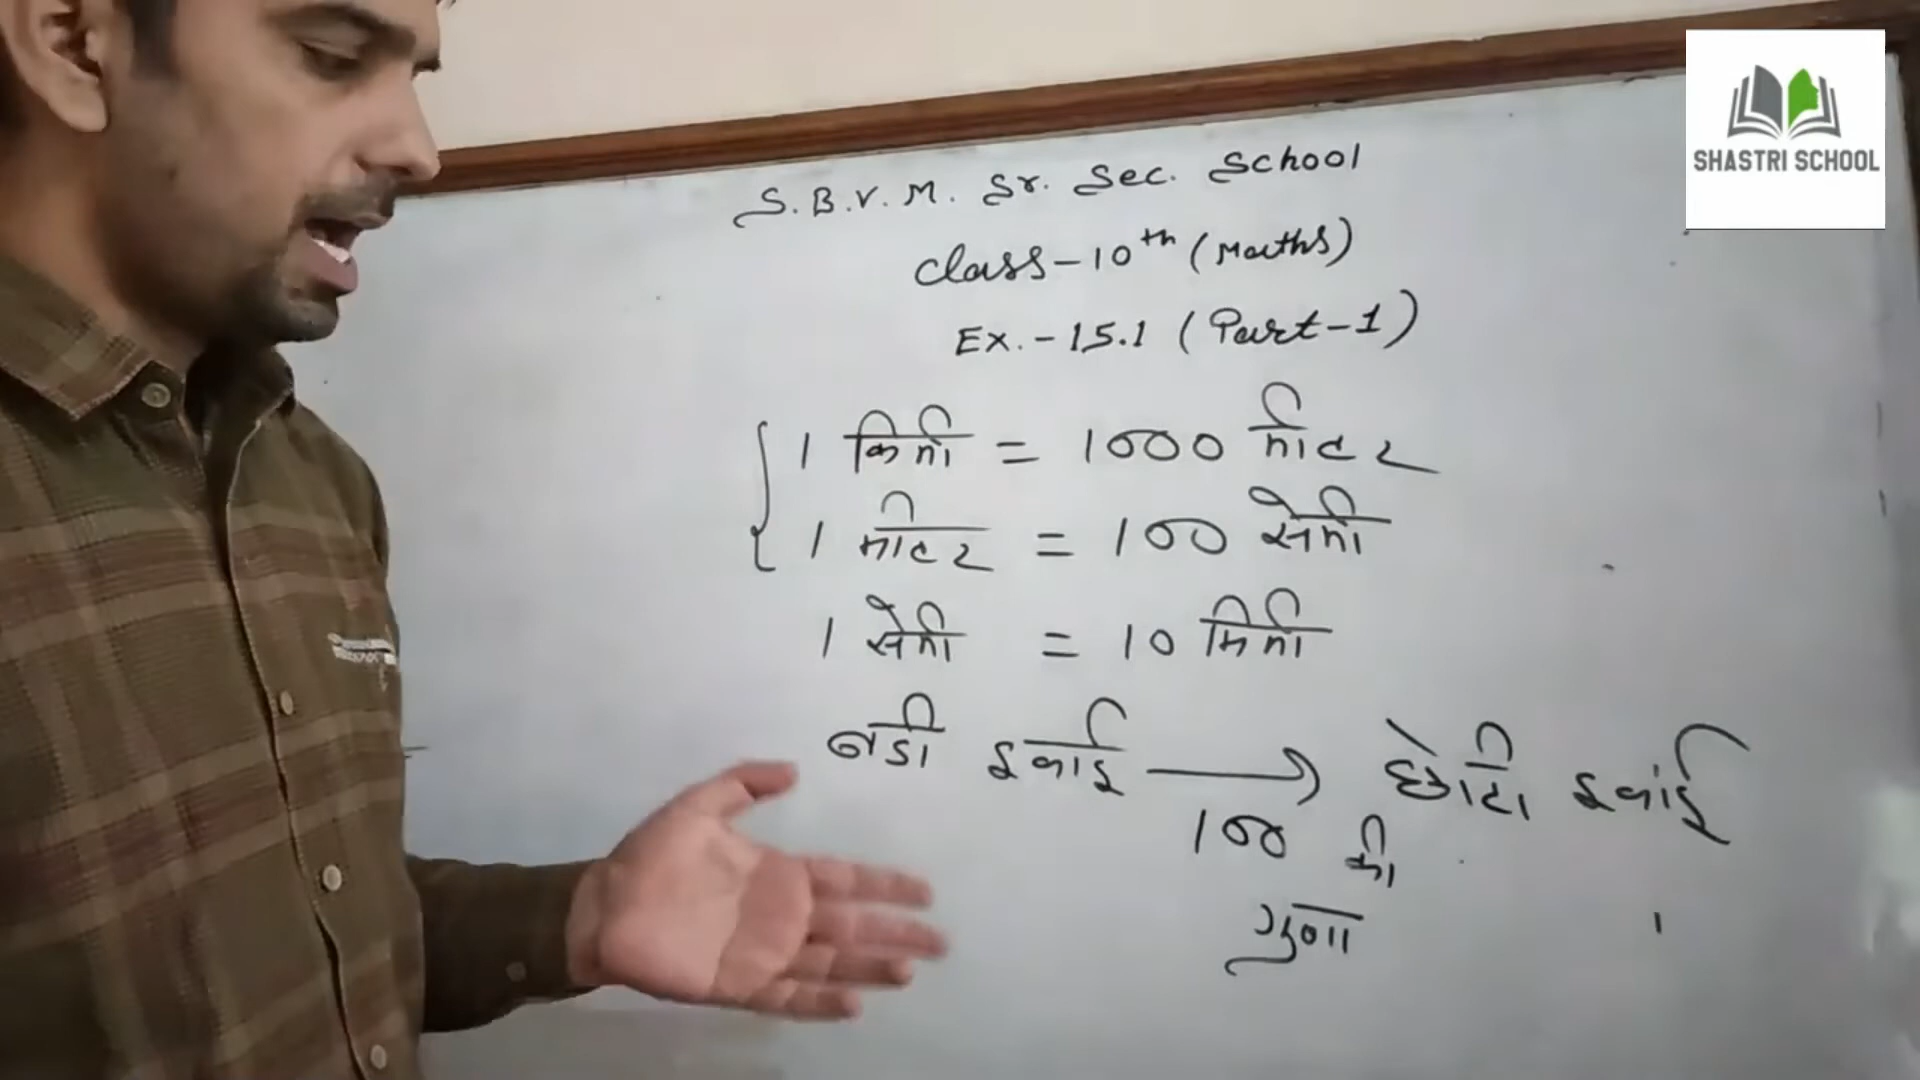 SHASTRI SCHOOL
S.B.V.M. Sr. Sec. School
Class-10th (Maths)
Ex.-15.1 (Part-1)
1 किमी = 1000 मीटर
1 मीटर = 100 सेमी
1 सेमी = 10 मिमी
बडी इकाई → छोटी इकाई
100 की
गुणा